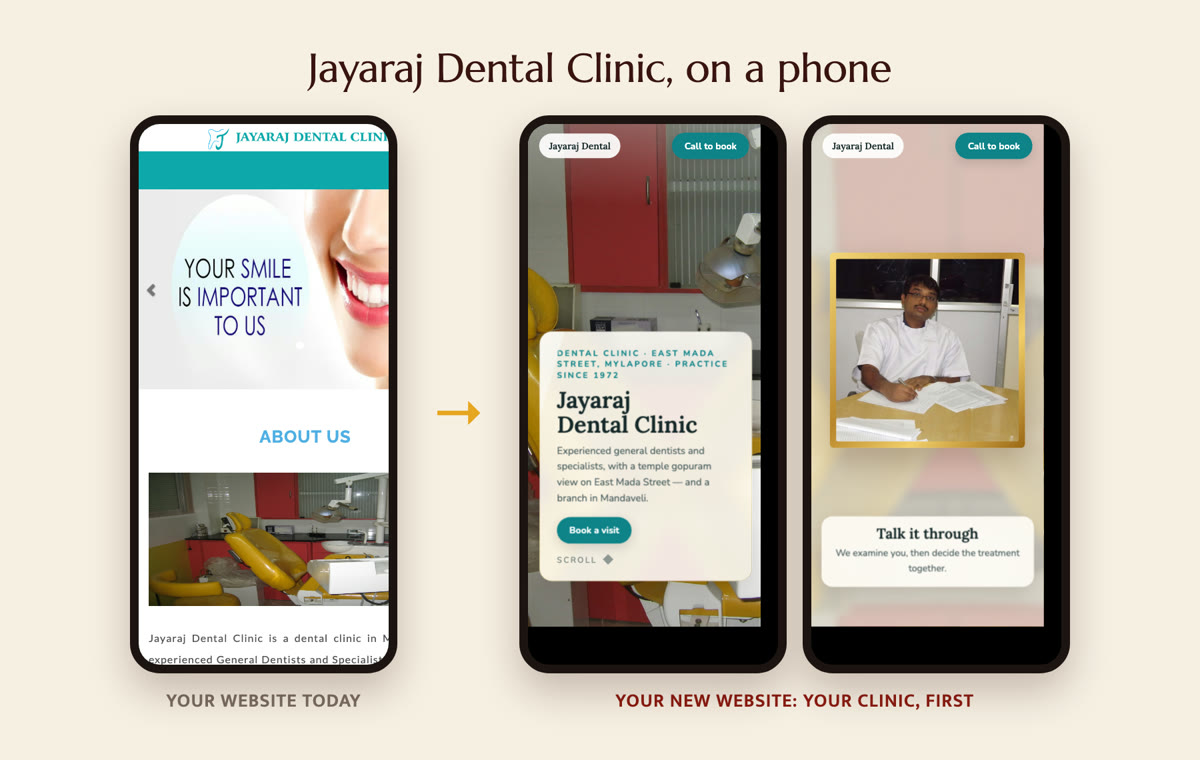 Jayaraj Dental Clinic, on a phone
JAYARAJ DENTAL CLIN
YOUR SMILE
IS IMPORTANT
TO US
ABOUT US
Jayaraj Dental Clinic is a dental clinic in M
experienced General Dentists and Specialist
YOUR WEBSITE TODAY
Jayaraj Dental
Call to book
DENTAL CLINIC · EAST MADA
STREET, MYLAPORE · PRACTICE
SINCE 1972
Jayaraj
Dental Clinic
Experienced general dentists and
specialists, with a temple gopuram
view on East Mada Street — and a
branch in Mandaveli.
Book a visit
SCROLL
Jayaraj Dental
Call to book
Talk it through
We examine you, then decide the treatment
together.
YOUR NEW WEBSITE: YOUR CLINIC, FIRST